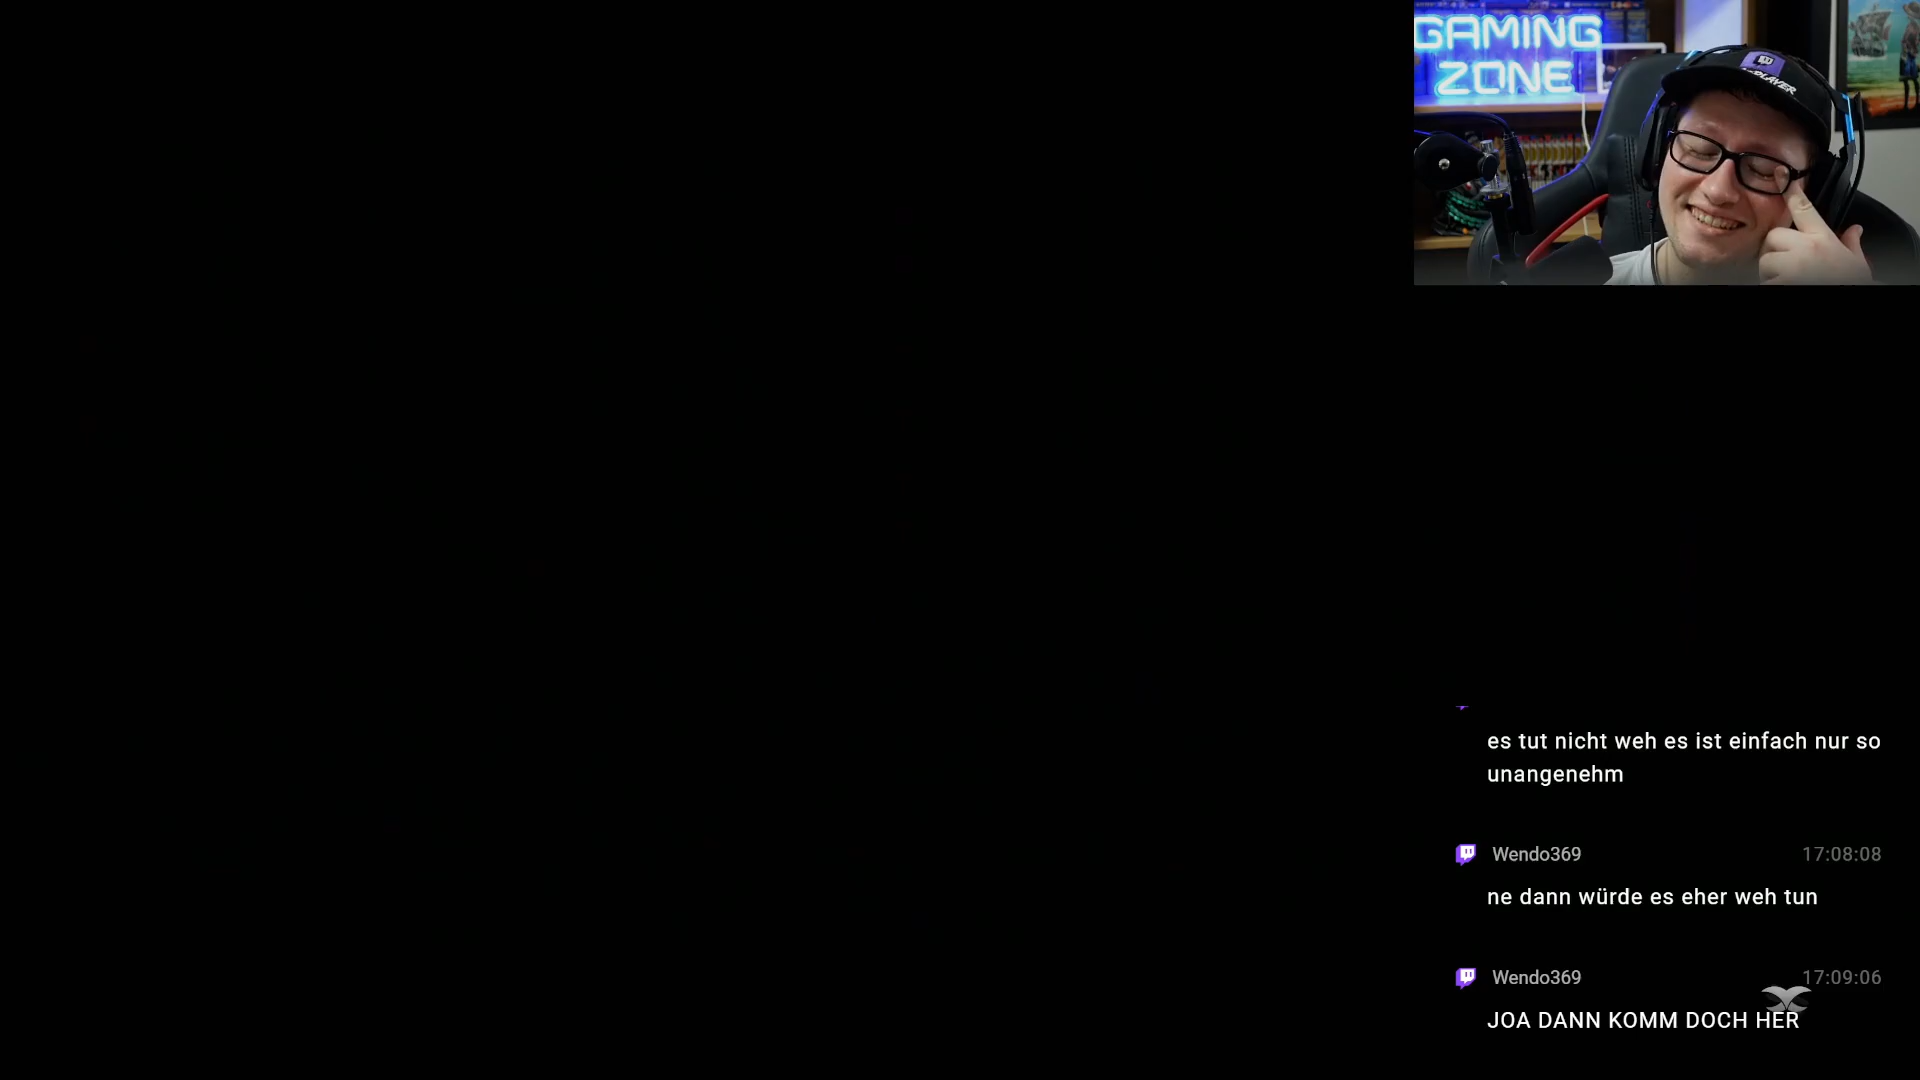 GAMING
ZONE
es tut nicht weh es ist einfach nur so
unangenehm
Wendo369 17:08:08
ne dann würde es eher weh tun
Wendo369 17:09:06
JOA DANN KOMM DOCH HER